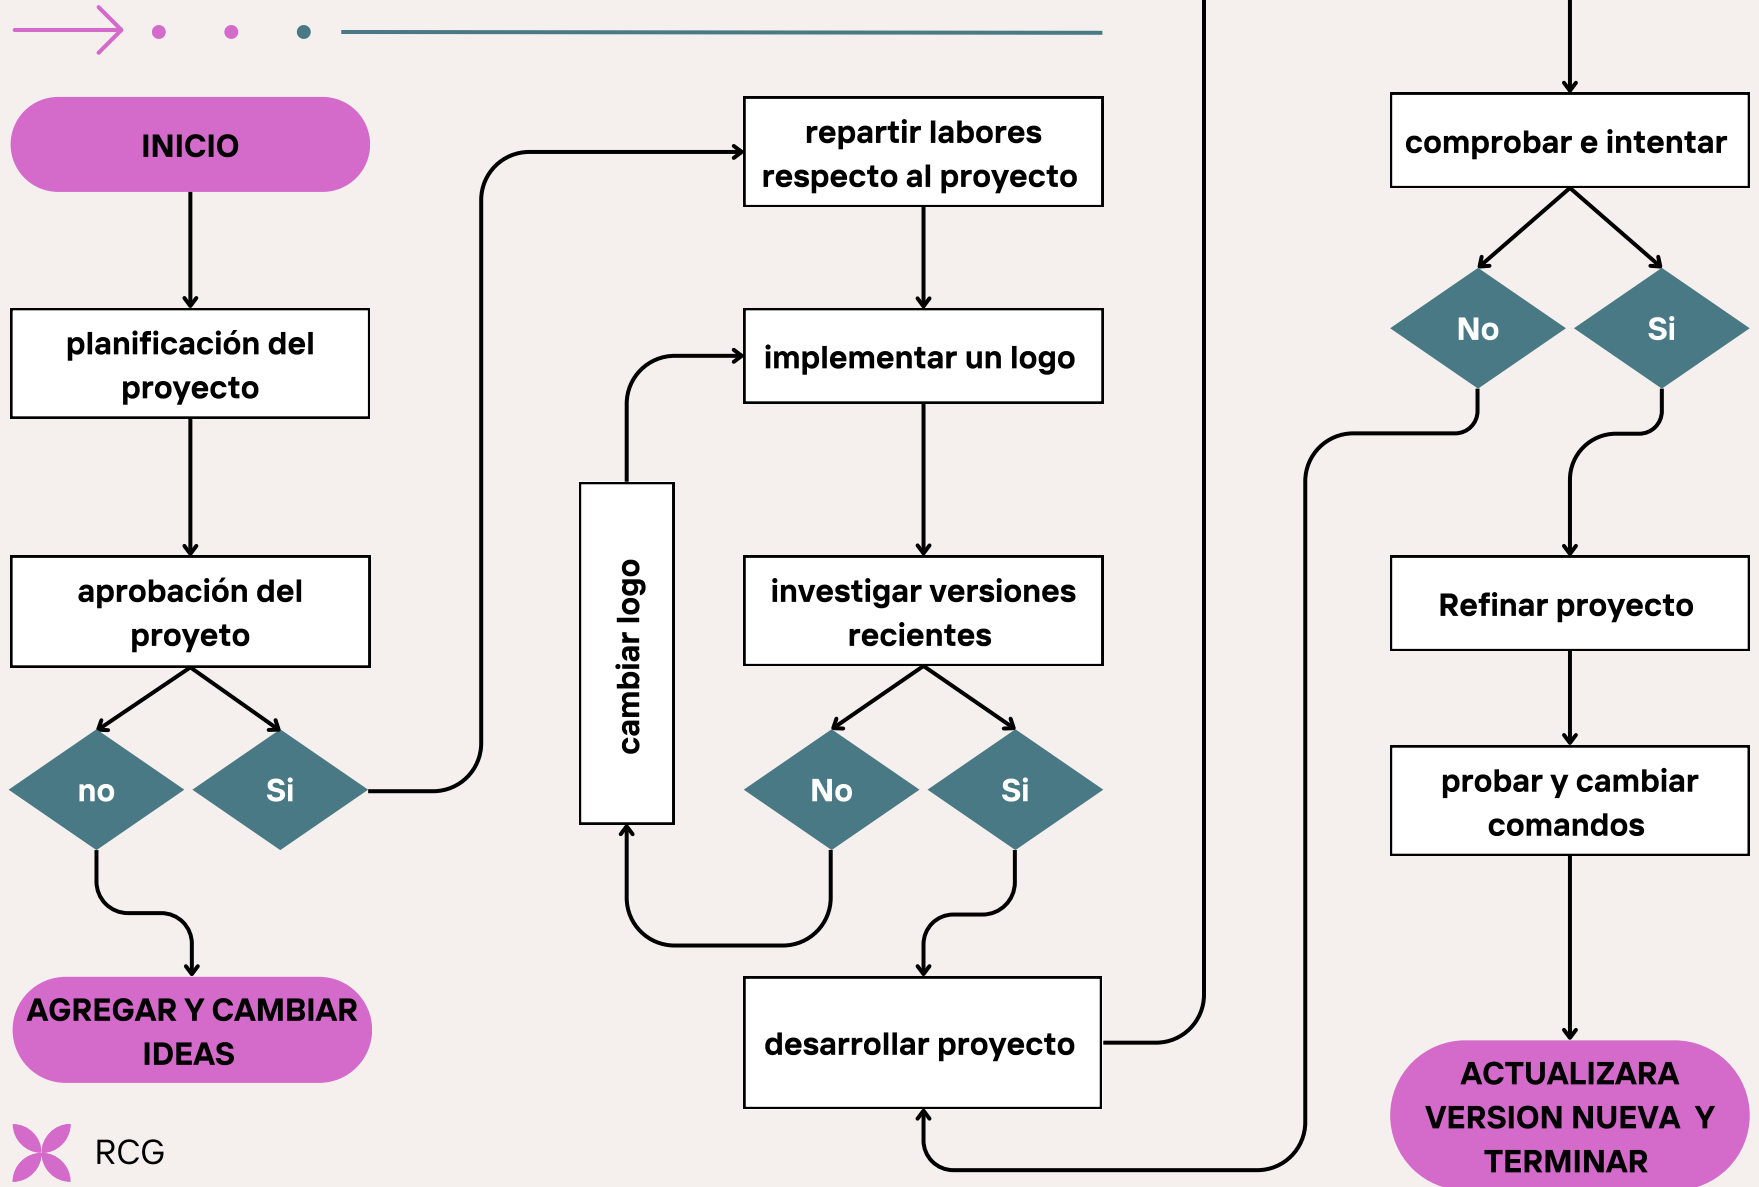 INICIO
planificación del
proyecto
aprobación del
proyeto
no
Si
AGREGAR Y CAMBIAR
IDEAS
repartir labores
respecto al proyecto
implementar un logo
cambiar logo
investigar versiones
recientes
No
Si
desarrollar proyecto
comprobar e intentar
No
Si
Refinar proyecto
probar y cambiar
comandos
ACTUALIZARA
VERSION NUEVA Y
TERMINAR
RCG